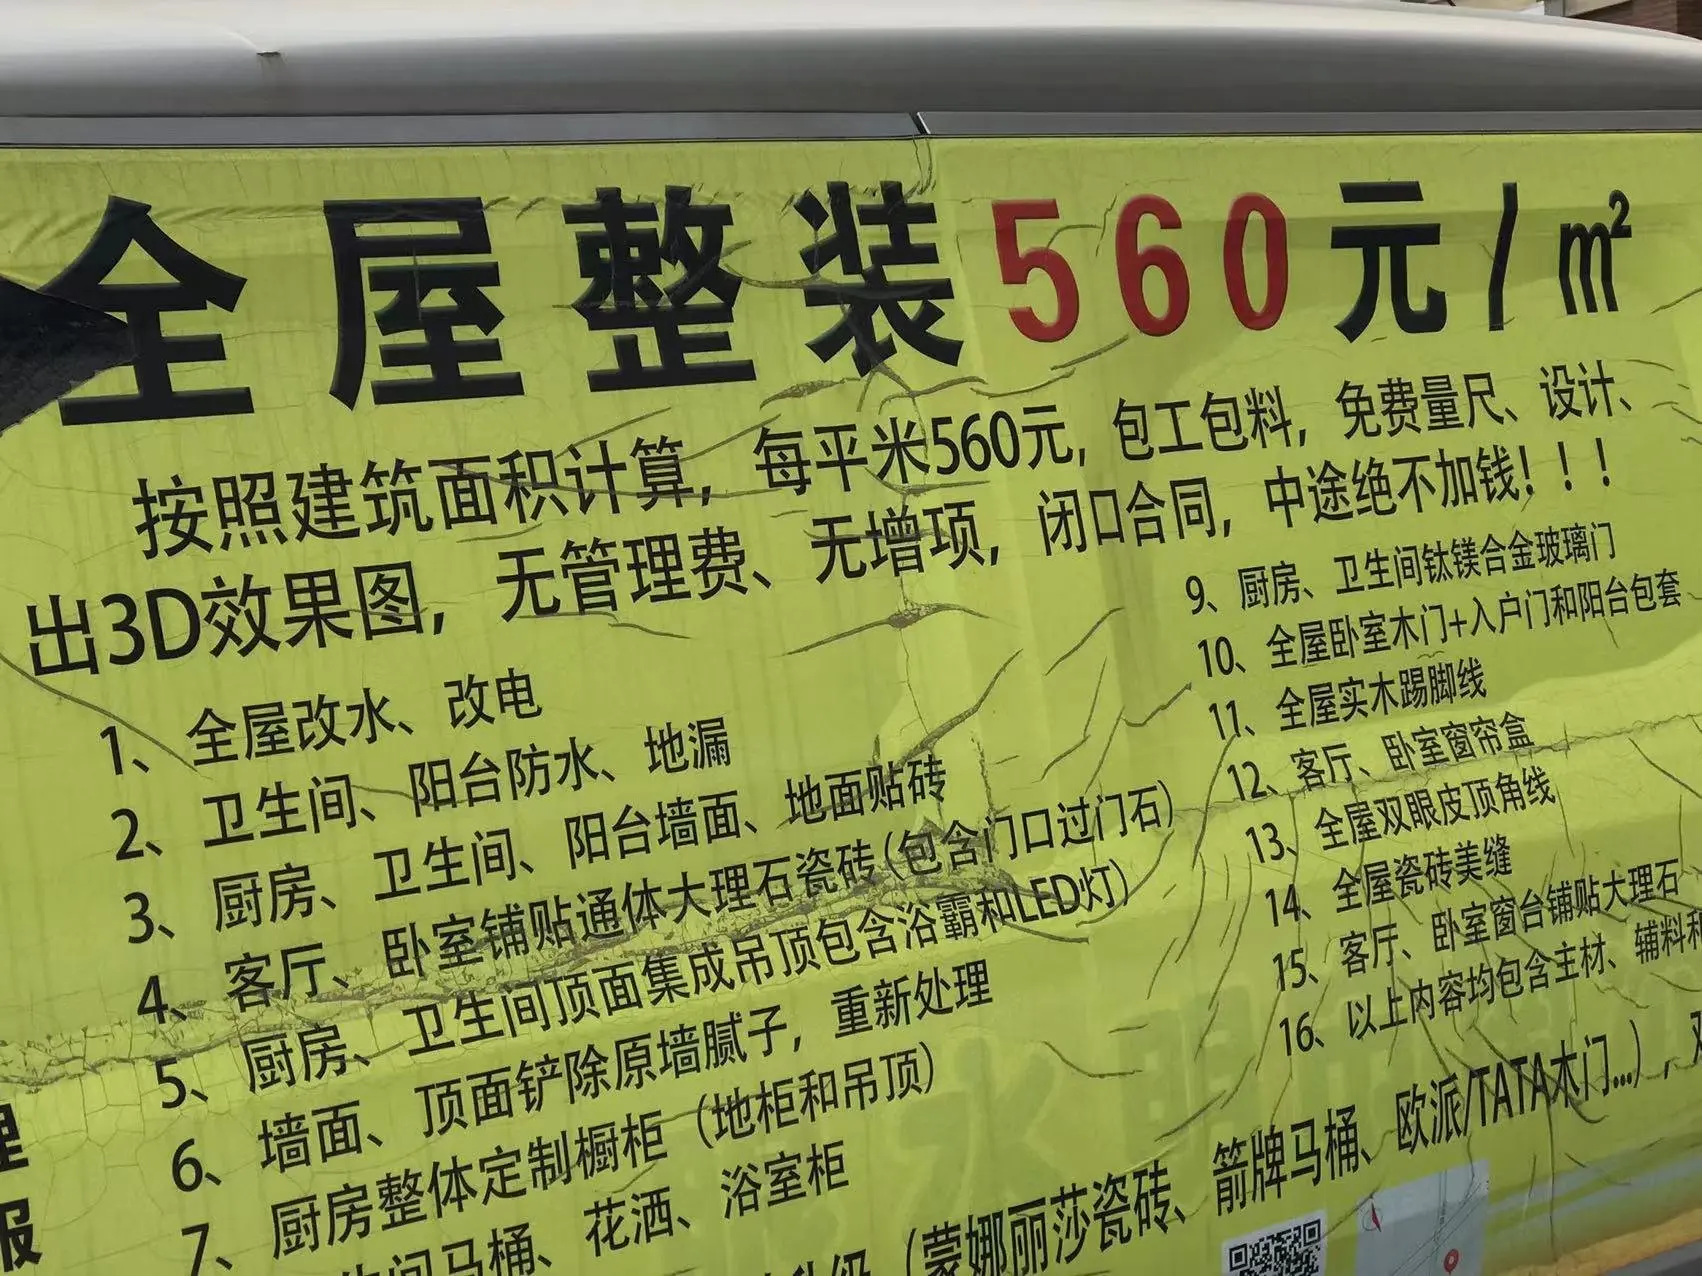 全屋整装560元/m²
按照建筑面积计算，每平米560元，包工包料，免费量尺、设计、
出3D效果图，无管理费、无增项，闭口合同，中途绝不加钱！！！
1、全屋改水、改电
2、卫生间、阳台防水、地漏
3、厨房、卫生间、阳台墙面、地面贴砖
4、客厅、卧室铺贴通体大理石瓷砖（包含门口过门石）
5、厨房、卫生间顶面集成吊顶包含浴霸和LED灯）
6、墙面、顶面铲除原墙腻子，重新处理
7、厨房整体定制橱柜（地柜和吊顶）
生间马桶、花洒、浴室柜
9、厨房、卫生间钛镁合金玻璃门
10、全屋卧室木门+入户门和阳台包套
11、全屋实木踢脚线
12、客厅、卧室窗帘盒
13、全屋双眼皮顶角线
14、全屋瓷砖美缝
15、客厅、卧室窗台铺贴大理石
16、以上内容均包含主材、辅料和
升级（蒙娜丽莎瓷砖、箭牌马桶、欧派/TATA木门...），